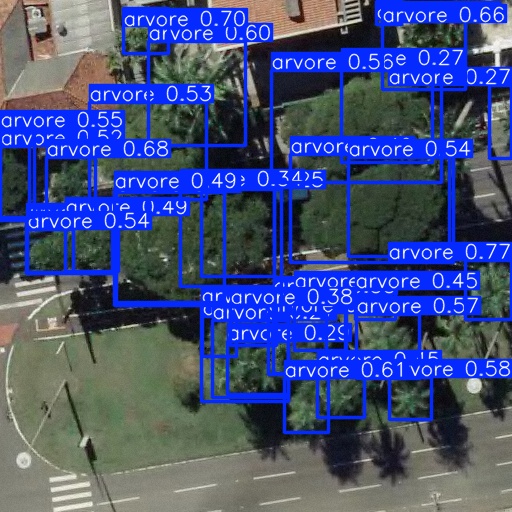 arvore 0.70
arvore 0.66
arvore 0.60
arvore 0.56
e 0.27
arvore 0.27
arvore 0.53
arvore 0.55
arvore 0.68
arvore
arvore 0.54
arvore 0.49
e 0.34
arvore 0.49
arvore 0.54
arvore 0.77
arvore 0.45
arvore 0.38
arvore 0.57
arvore 0.29
arvore 0.61
vore 0.58